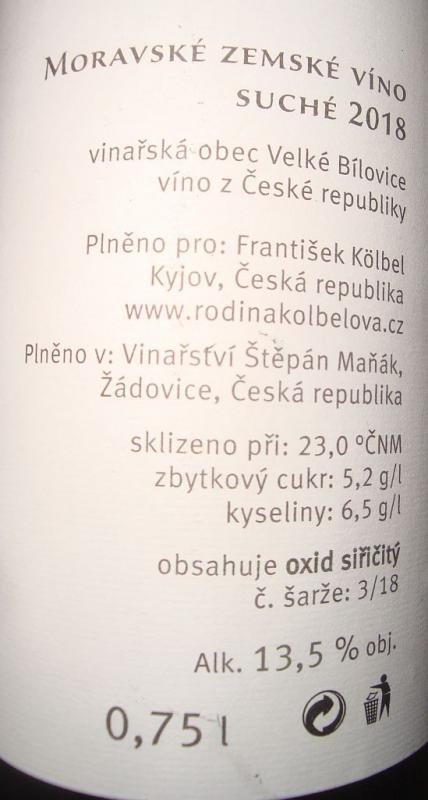 MORAVSKÉ ZEMSKÉ VÍNO
SUCHÉ 2018
vinařská obec Velké Bílovice
víno z České republiky
Plněno pro: František Kölbel
Kyjov, Česká republika
www.rodinakolbelova.cz
Plněno v: Vinařství Štěpán Maňák,
Žádovice, Česká republika
sklizeno při: 23,0 ºČNM
zbytkový cukr: 5,2 g/l
kyseliny: 6,5 g/l
obsahuje oxid siřičitý
č. šarže: 3/18
Alk. 13,5 % obj.
0,75 l